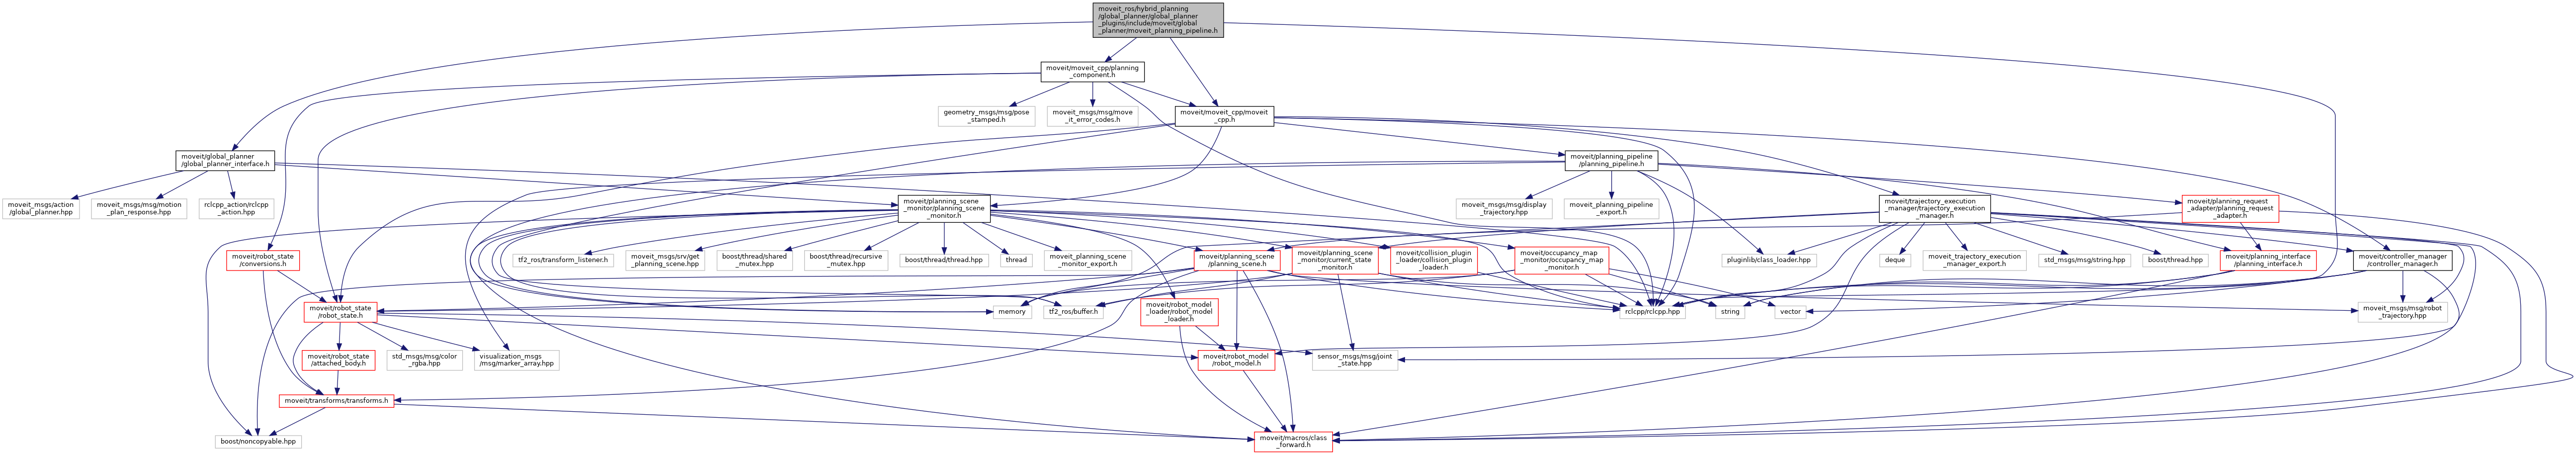 moveit_ros/hybrid_planning
/global_planner/global_planner
_plugins/include/moveit/global
_planner/moveit_planning_pipeline.h
moveit/moveit_cpp/planning
_component.h
geometry_msgs/msg/pose
_stamped.h
moveit_msgs/msg/move
_it_error_codes.h
moveit/moveit_cpp/moveit
_cpp.h
moveit/global_planner
/global_planner_interface.h
moveit/planning_pipeline
/planning_pipeline.h
moveit_msgs/action
/global_planner.hpp
moveit_msgs/msg/motion
_plan_response.hpp
rclcpp_action/rclcpp
_action.hpp
moveit/planning_scene
_monitor/planning_scene
_monitor.h
moveit_msgs/msg/display
_trajectory.hpp
moveit_planning_pipeline
_export.h
moveit/trajectory_execution
_manager/trajectory_execution
_manager.h
moveit/planning_request
_adapter/planning_request
_adapter.h
moveit/robot_state
/conversions.h
tf2_ros/transform_listener.h
moveit_msgs/srv/get
_planning_scene.hpp
boost/thread/shared
_mutex.hpp
boost/thread/recursive
_mutex.hpp
boost/thread/thread.hpp
thread
moveit_planning_scene
_monitor_export.h
moveit/planning_scene
/planning_scene.h
moveit/planning_scene
_monitor/current_state
_monitor.h
moveit/collision_plugin
_loader/collision_plugin
_loader.h
moveit/occupancy_map
_monitor/occupancy_map
_monitor.h
pluginlib/class_loader.hpp
deque
moveit_trajectory_execution
_manager_export.h
std_msgs/msg/string.hpp
boost/thread.hpp
moveit/planning_interface
/planning_interface.h
moveit/controller_manager
/controller_manager.h
moveit/robot_state
/robot_state.h
memory
tf2_ros/buffer.h
moveit/robot_model
_loader/robot_model
_loader.h
rclcpp/rclcpp.hpp
string
vector
moveit_msgs/msg/robot
_trajectory.hpp
moveit/robot_state
/attached_body.h
std_msgs/msg/color
_rgba.hpp
visualization_msgs
/msg/marker_array.hpp
moveit/robot_model
/robot_model.h
sensor_msgs/msg/joint
_state.hpp
moveit/transforms/transforms.h
boost/noncopyable.hpp
moveit/macros/class
_forward.h